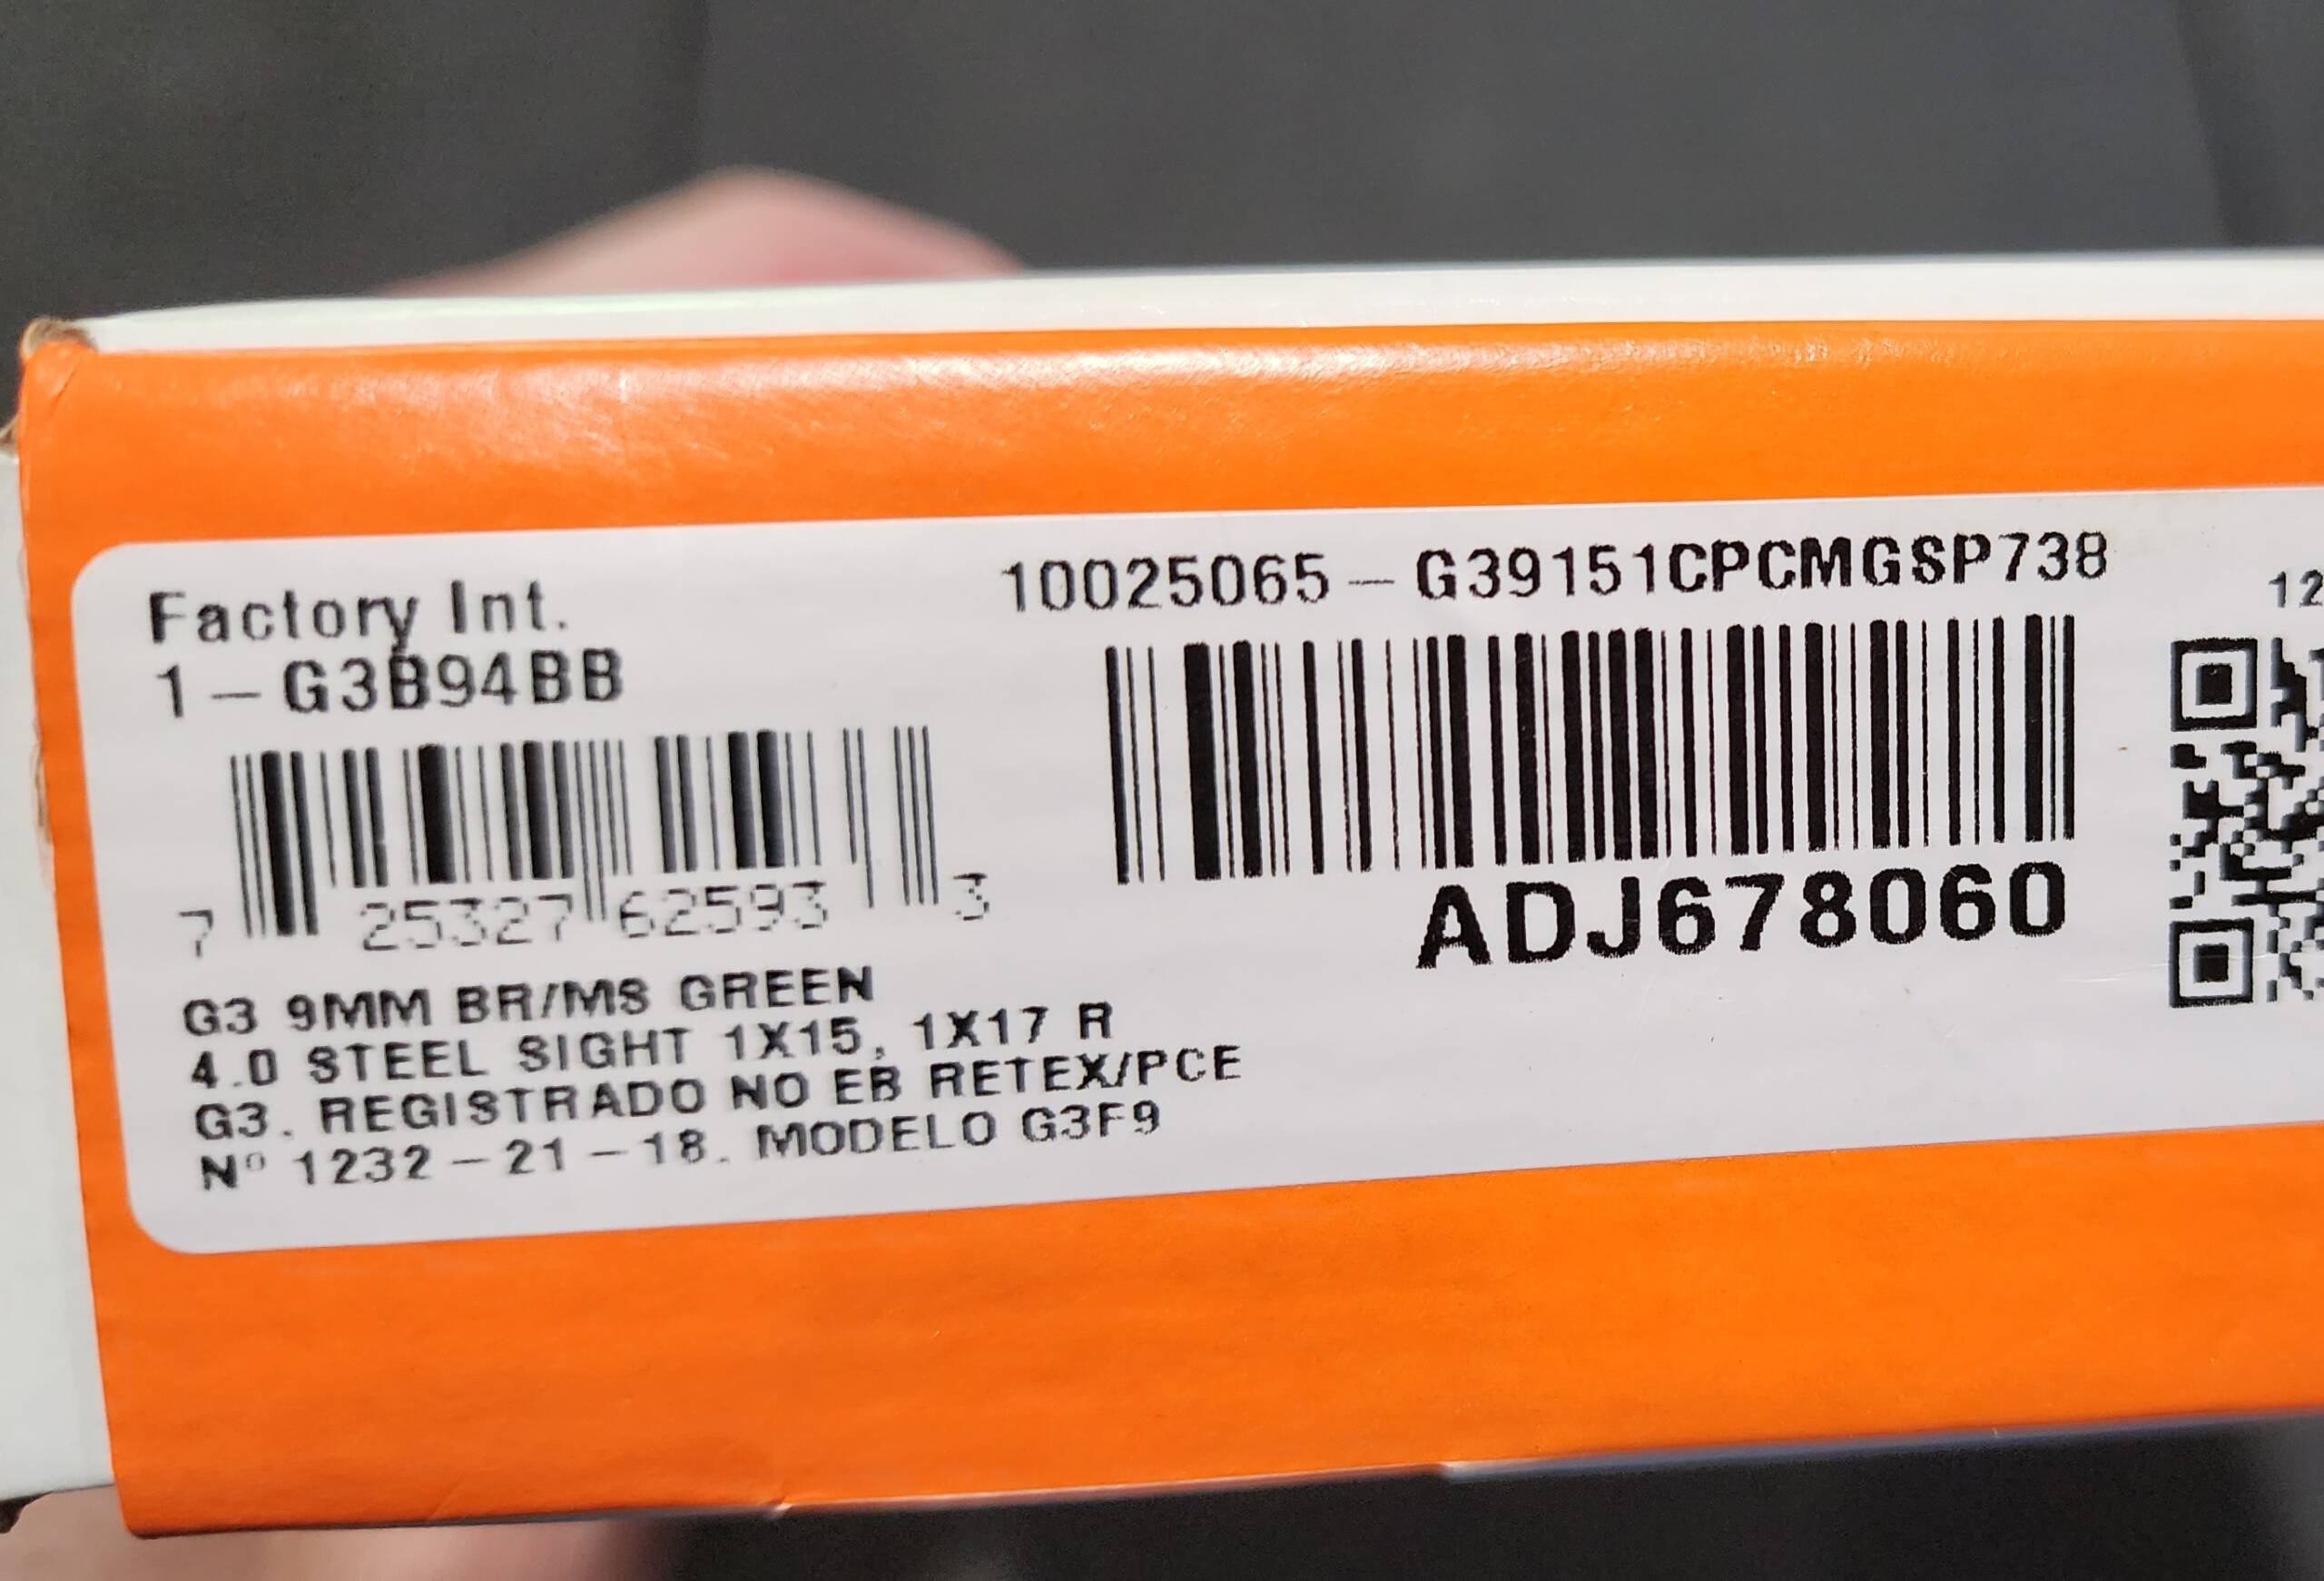 Factory Int.
1-G3B94BB
7 25327 62593 3
G3 9MM BR/MS GREEN
4.0 STEEL SIGHT 1X15, 1X17 R
G3. REGISTRADO NO EB RETEX/PCE
Nº 1232-21-18. MODELO G3F9
10025065-G39151CPCMGSP738
ADJ678060
12